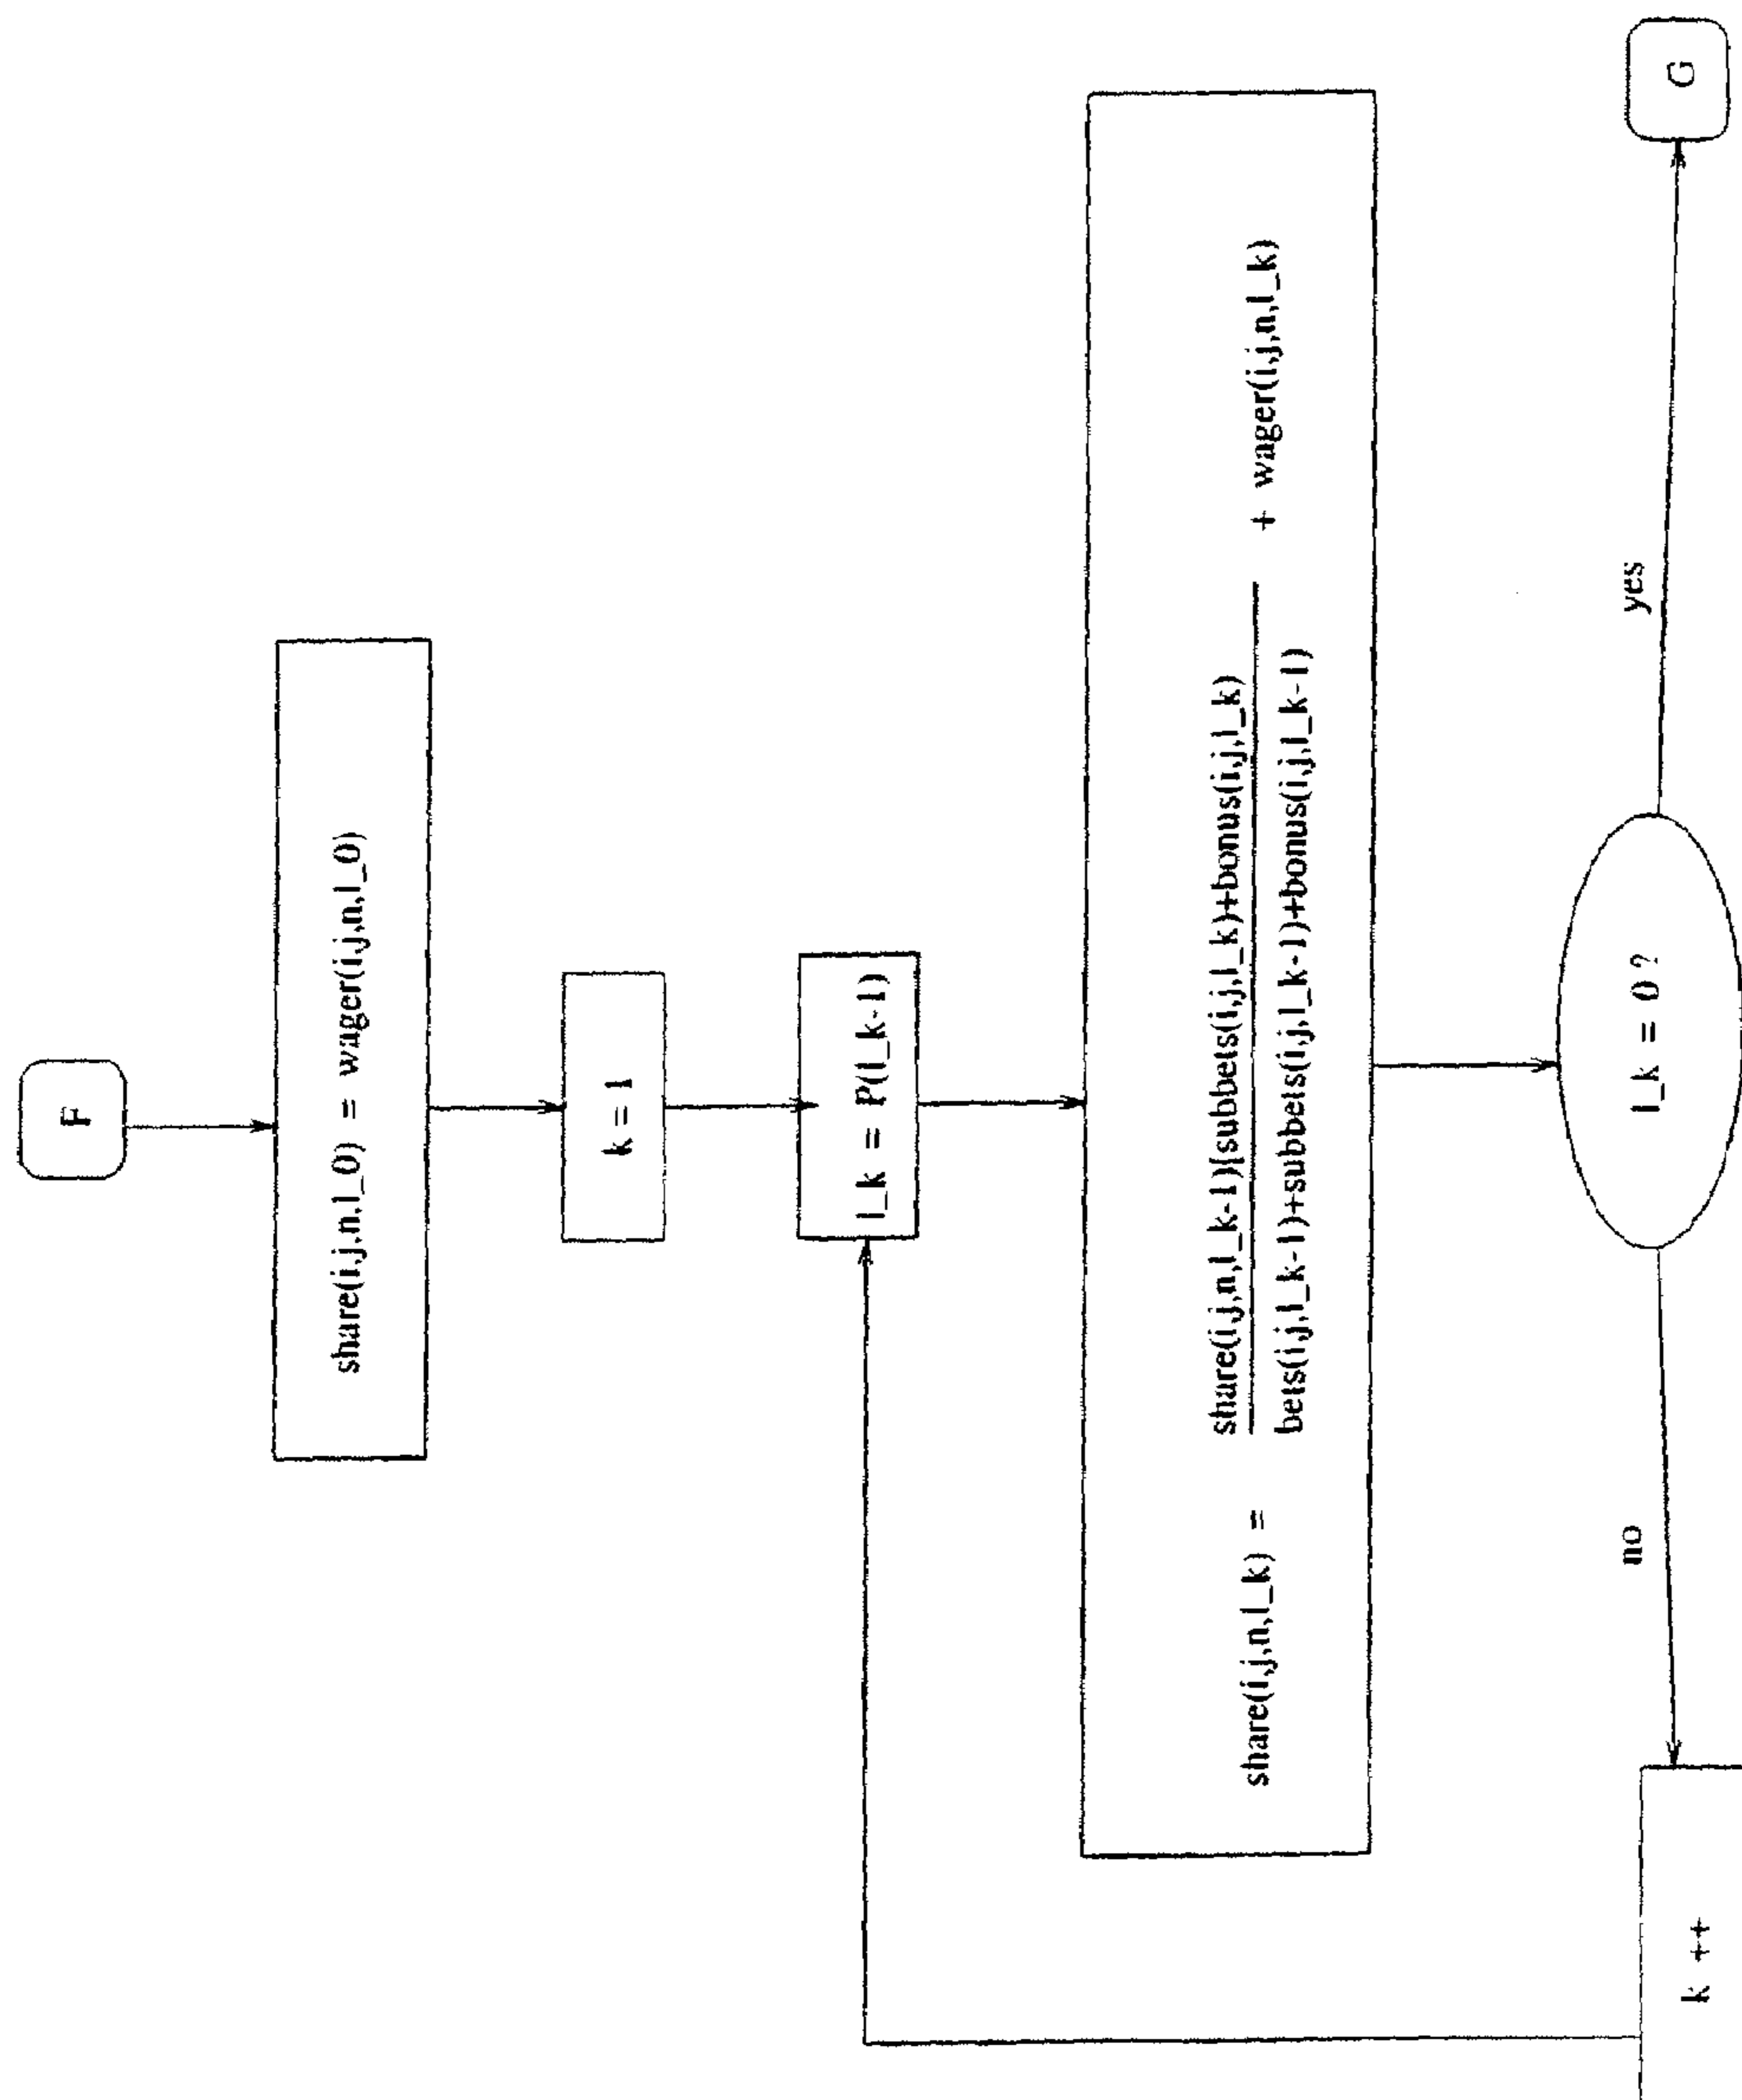 F
share(i,j,n,l_0) = wager(i,j,n,l_0)
k = 1
l_k = P(l_k-1)
share(i,j,n,l_k-1)[subbets(i,j,l_k)+bonus(i,j,l_k)
share(i,j,n,l_k) = + wager(i,j,n,l_k)
bets(i,j,l_k-1)+subbets(i,j,l_k-1)+bonus(i,j,l_k-1)
l_k = 0 ?
no
yes
k ++
G